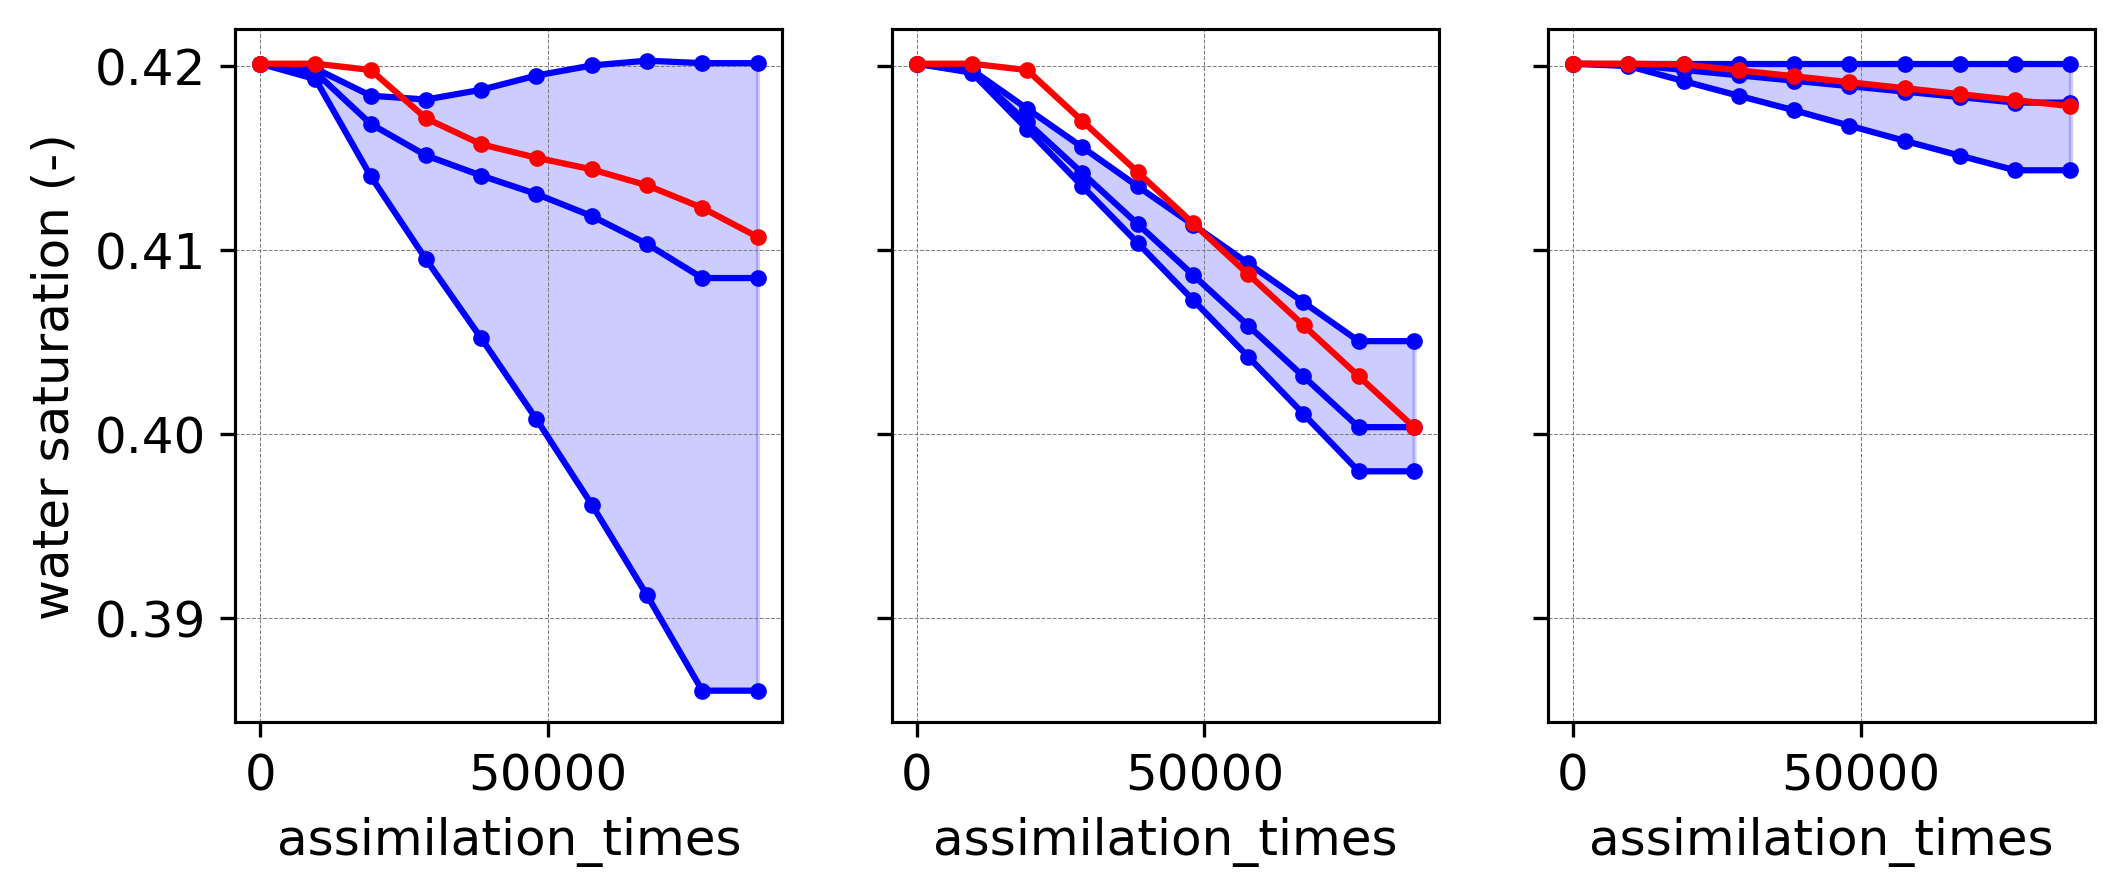 water saturation (-)
0.42
0.41
0.40
0.39
0 50000
assimilation_times
0 50000
assimilation_times
0 50000
assimilation_times